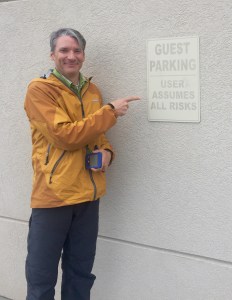 GUEST
PARKING
USER
ASSUMES
ALL RISKS